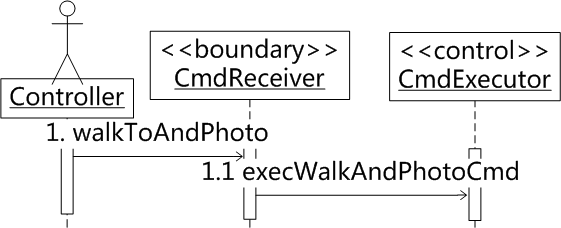 <<boundary>>
CmdReceiver
<<control>>
CmdExecutor
Controller
1. walkToAndPhoto
1.1 execWalkAndPhotoCmd